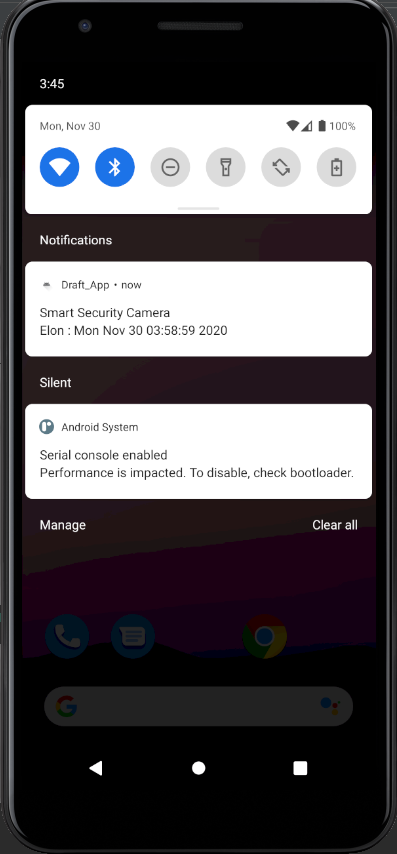 3:45
Mon, Nov 30
100%
Notifications
Draft_App • now
Smart Security Camera
Elon : Mon Nov 30 03:58:59 2020
Silent
Android System
Serial console enabled
Performance is impacted. To disable, check bootloader.
Manage
Clear all